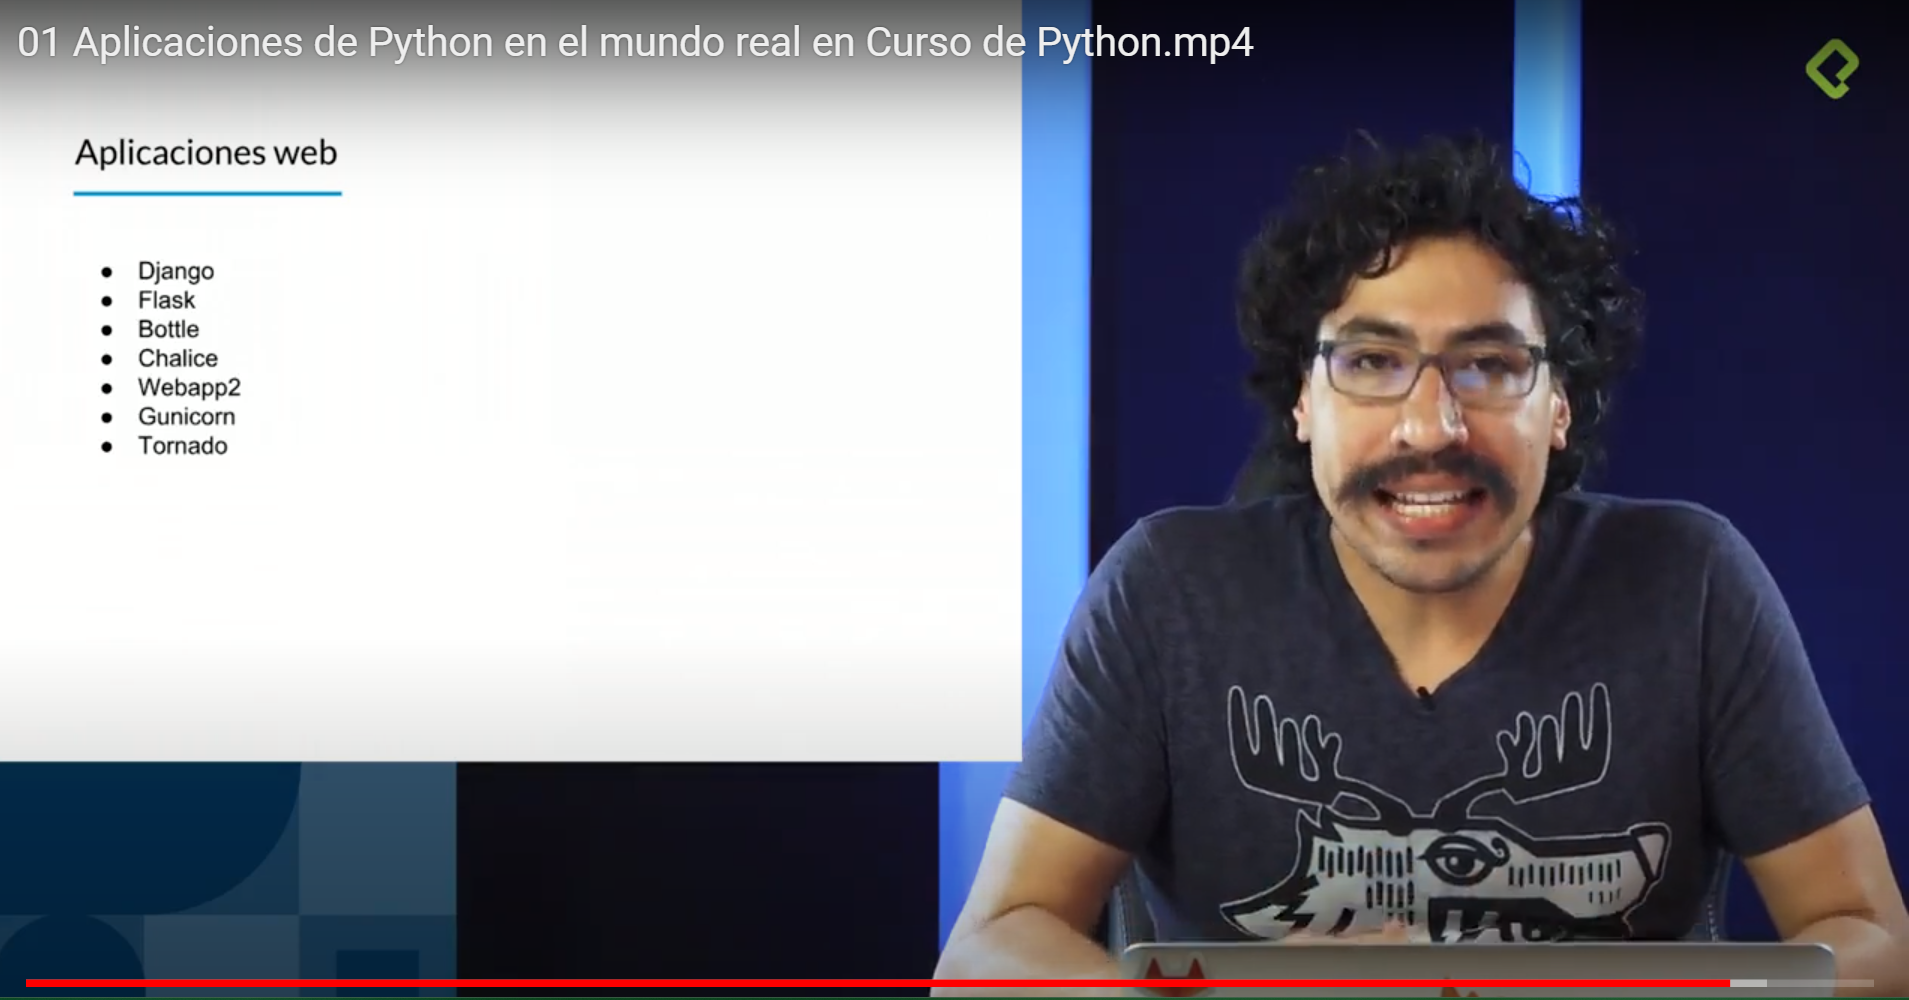 01 Aplicaciones de Python en el mundo real en Curso de Python.mp4
Aplicaciones web
● Django
● Flask
● Bottle
● Chalice
● Webapp2
● Gunicorn
● Tornado